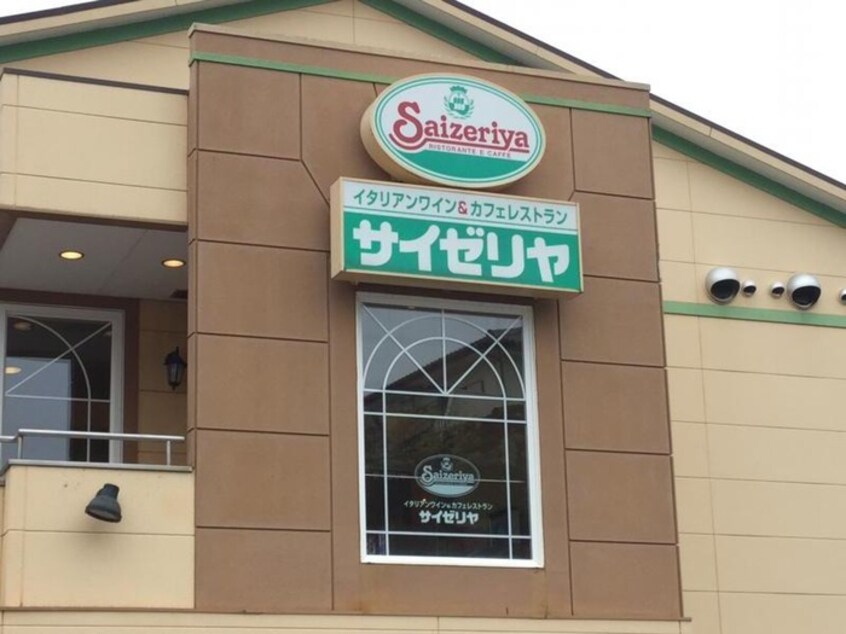 Saizeriya
RISTORANTE E CAFFÈ
イタリアンワイン&カフェレストラン
サイゼリヤ
Saizeriya
イタリアンワイン&カフェレストラン
サイゼリヤ